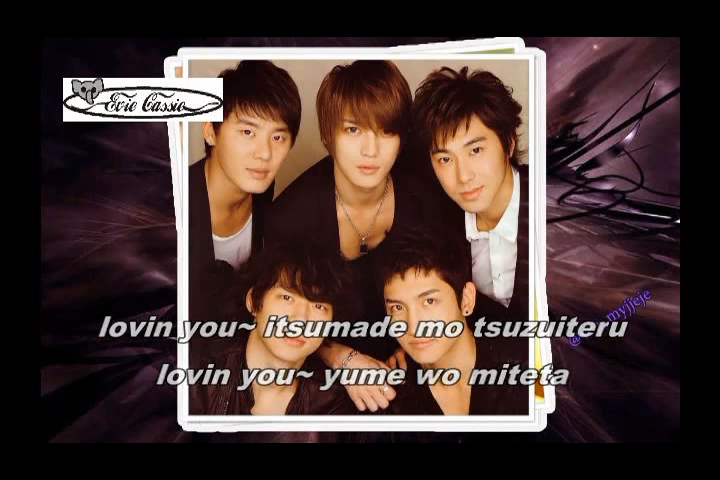 Evie Cassie
lovin you~ itsumade mo tsuzuiteru
lovin you~ yume wo miteta
myjjeje